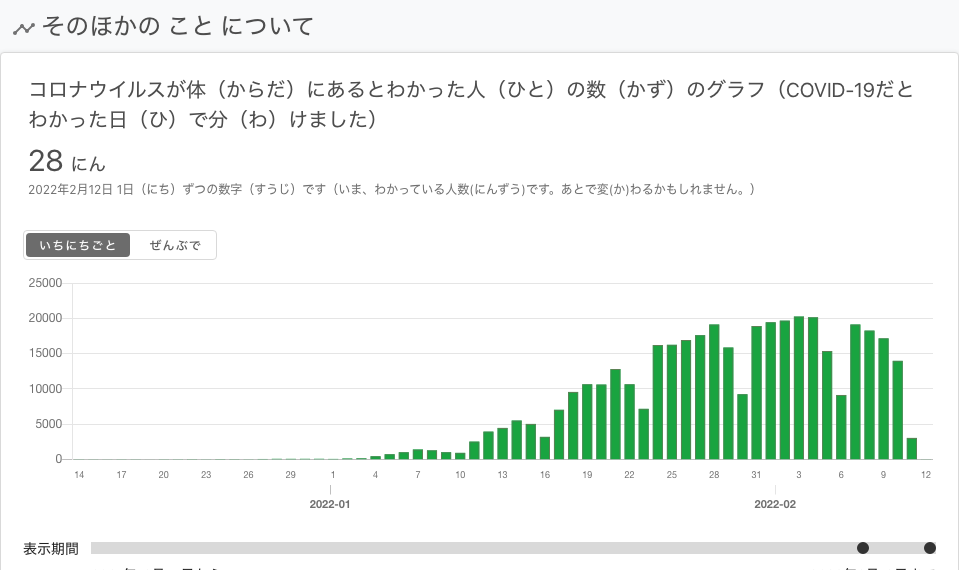 そのほかの こと について
コロナウイルスが体（からだ）にあるとわかった人（ひと）の数（かず）のグラフ（COVID-19だと
わかった日（ひ）で分（わ）けました）
28 にん
2022年2月12日 1日（にち）ずつの数字（すうじ）です（いま、わかっている人数(にんずう)です。あとで変(か)わるかもしれません。）
いちにちごと ぜんぶで
25000
20000
15000
10000
5000
0
14 17 20 23 26 29 1 4 7 10 13 16 19 22 25 28 31 3 6 9 12
2022-01 2022-02
表示期間